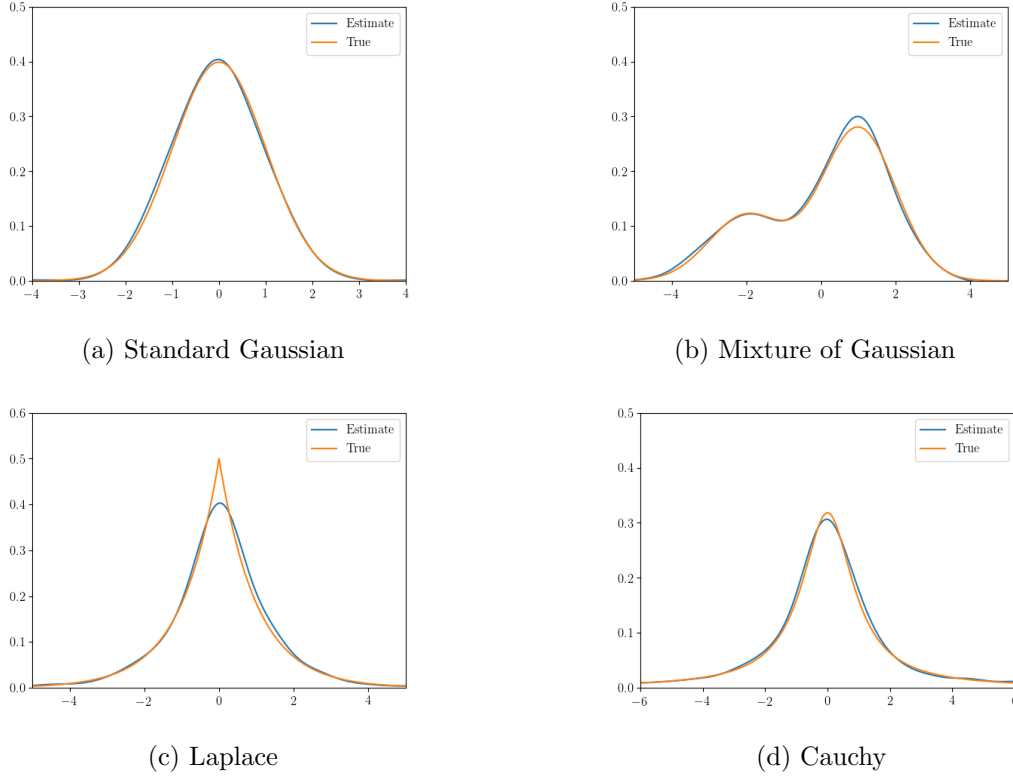 0.5
0.4
0.3
0.2
0.1
0.0
−4 −3 −2 −1 0 1 2 3 4
Estimate
True
(a) Standard Gaussian
0.5
0.4
0.3
0.2
0.1
0.0
−4 −2 0 2 4
Estimate
True
(b) Mixture of Gaussian
0.6
0.5
0.4
0.3
0.2
0.1
0.0
−4 −2 0 2 4
Estimate
True
(c) Laplace
0.5
0.4
0.3
0.2
0.1
0.0
−6 −4 −2 0 2 4 6
Estimate
True
(d) Cauchy